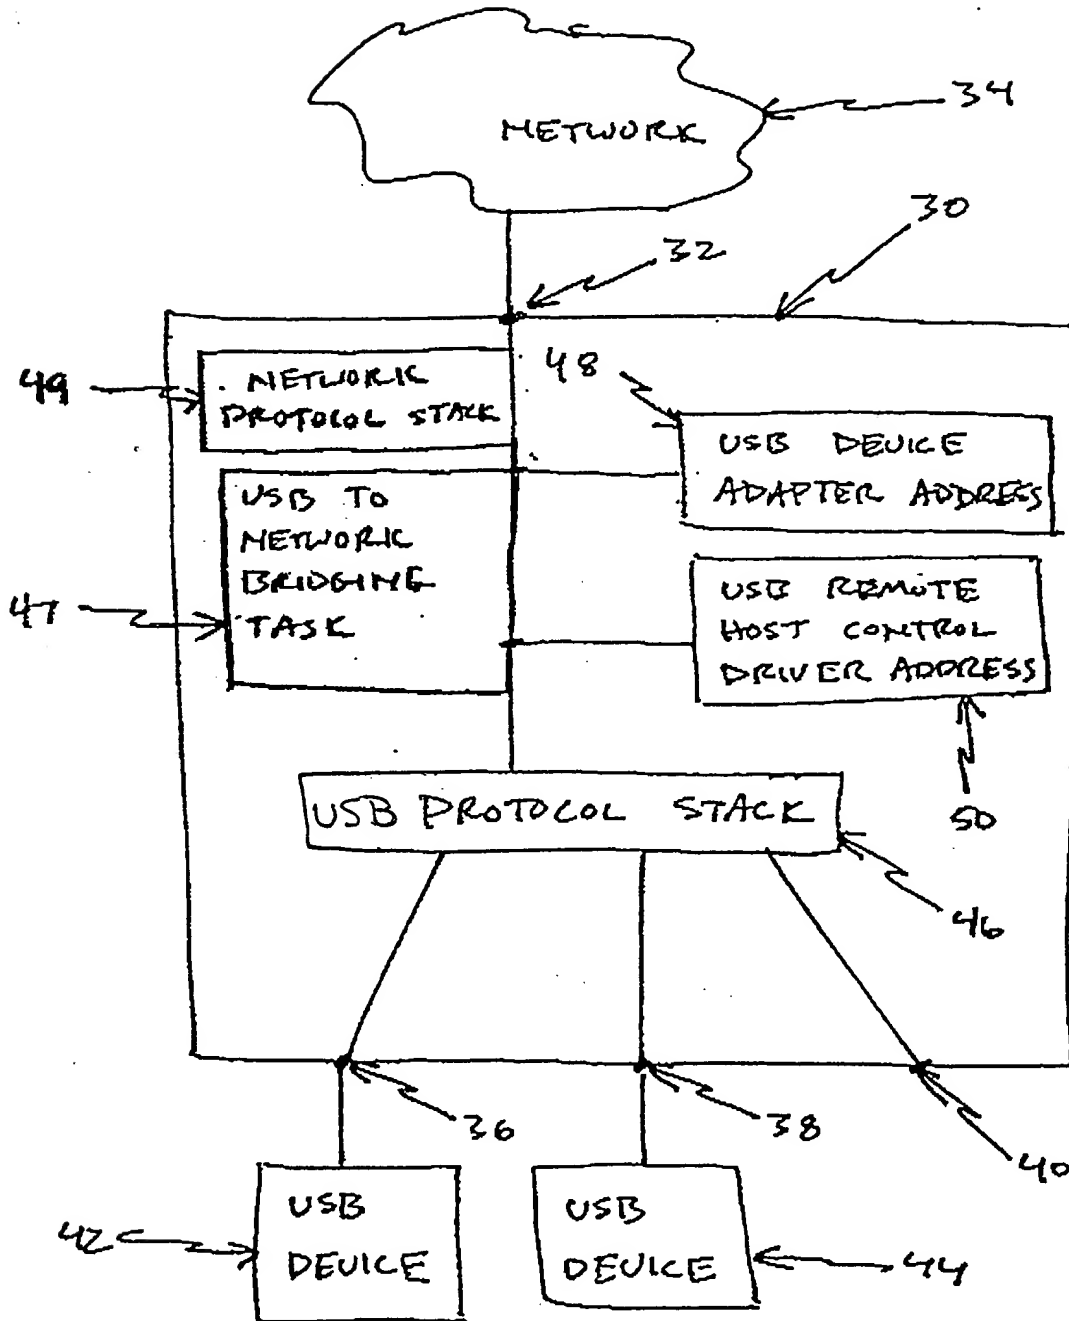 NETWORK
34
30
32
49
NETWORK
PROTOCOL STACK
48
USB DEVICE
ADAPTER ADDRESS
USB TO
NETWORK
BRIDGING
TASK
47
USB REMOTE
HOST CONTROL
DRIVER ADDRESS
50
USB PROTOCOL STACK
46
36
38
40
42
USB
DEVICE
USB
DEVICE
44